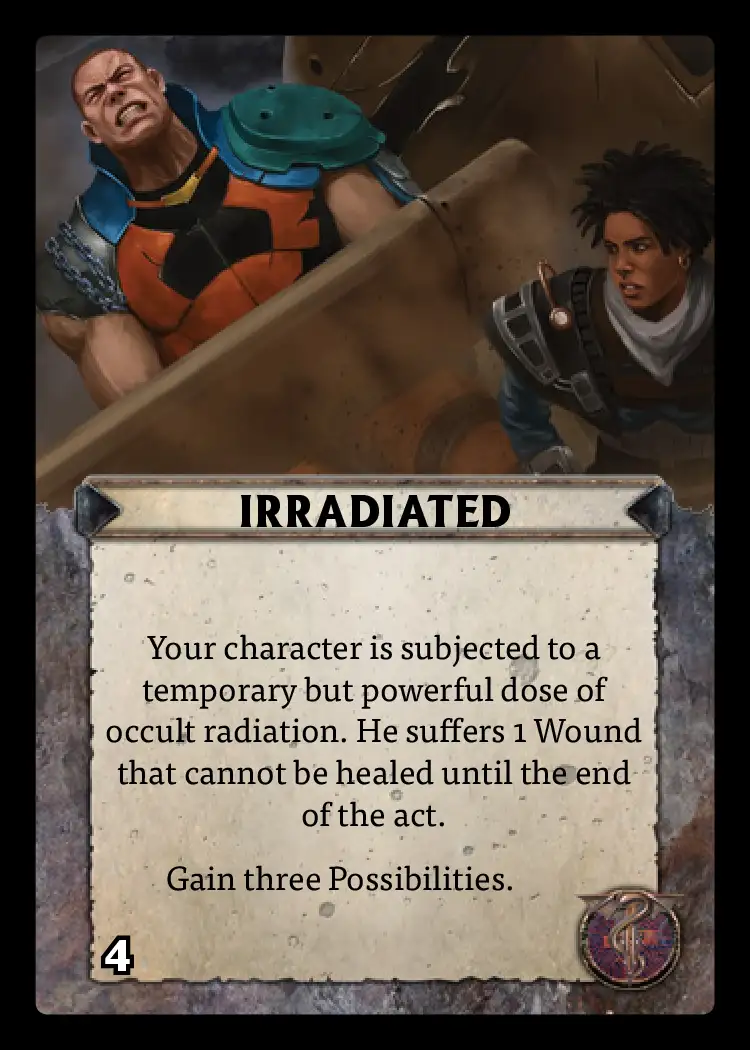 IRRADIATED
Your character is subjected to a
temporary but powerful dose of
occult radiation. He suffers 1 Wound
that cannot be healed until the end
of the act.
Gain three Possibilities.
4